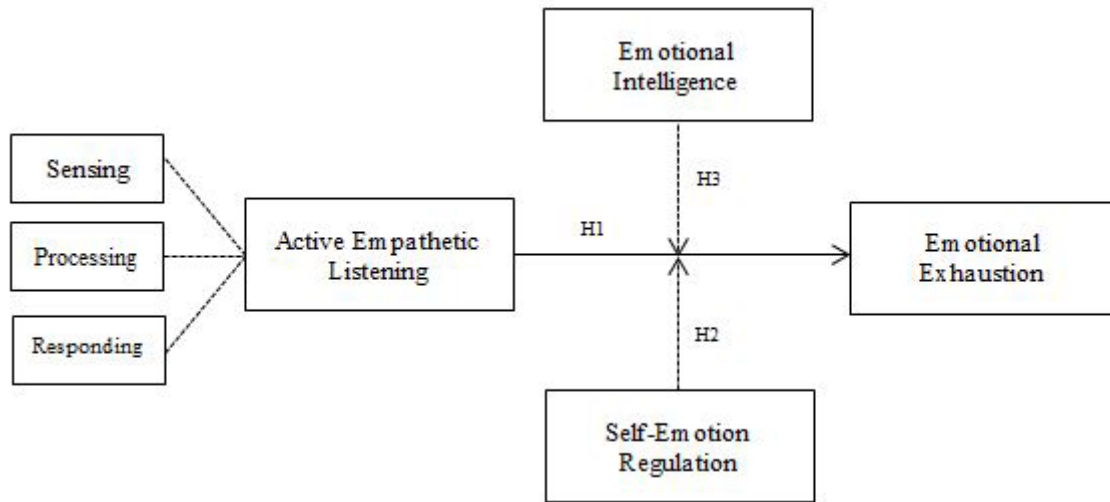 Emotional
Intelligence
Sensing
H3
Processing
Active Empathetic
Listening
H1
Emotional
Exhaustion
Responding
H2
Self-Emotion
Regulation